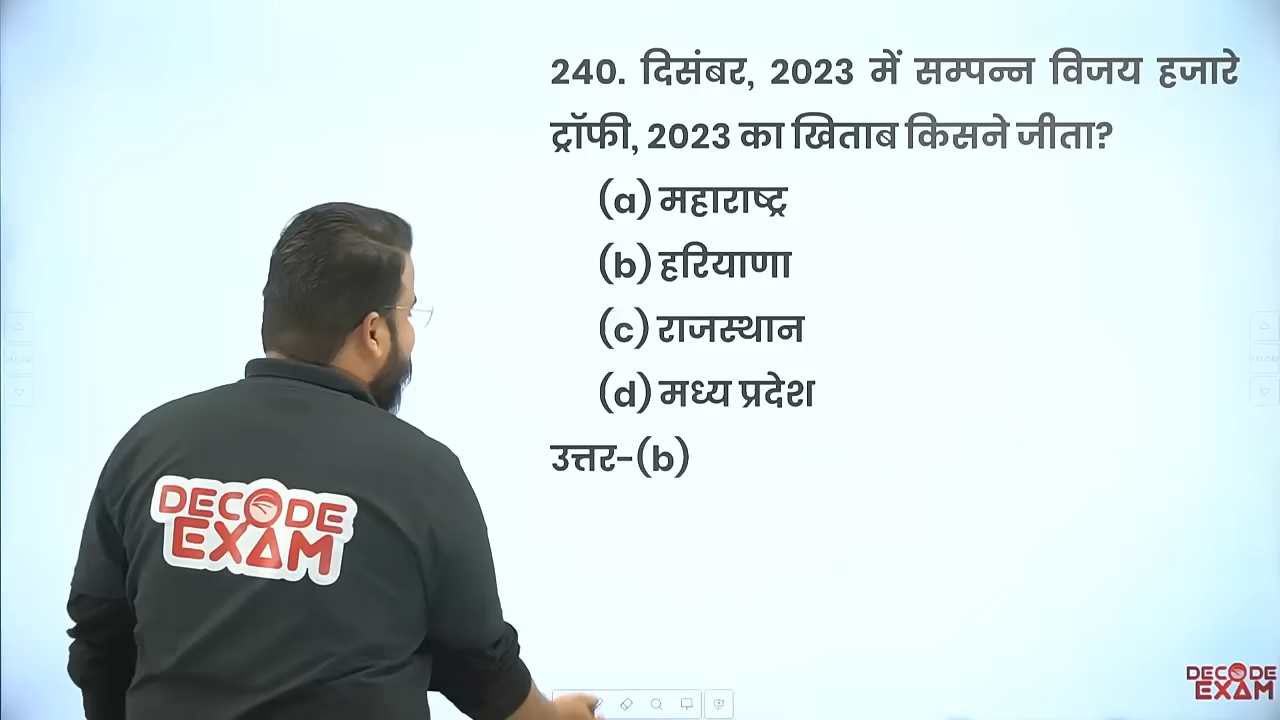 240. दिसंबर, 2023 में सम्पन्न विजय हजारे
ट्रॉफी, 2023 का खिताब किसने जीता?
(a) महाराष्ट्र
(b) हरियाणा
(c) राजस्थान
(d) मध्य प्रदेश
उत्तर-(b)
DECODE
EXAM
DECODE
EXAM